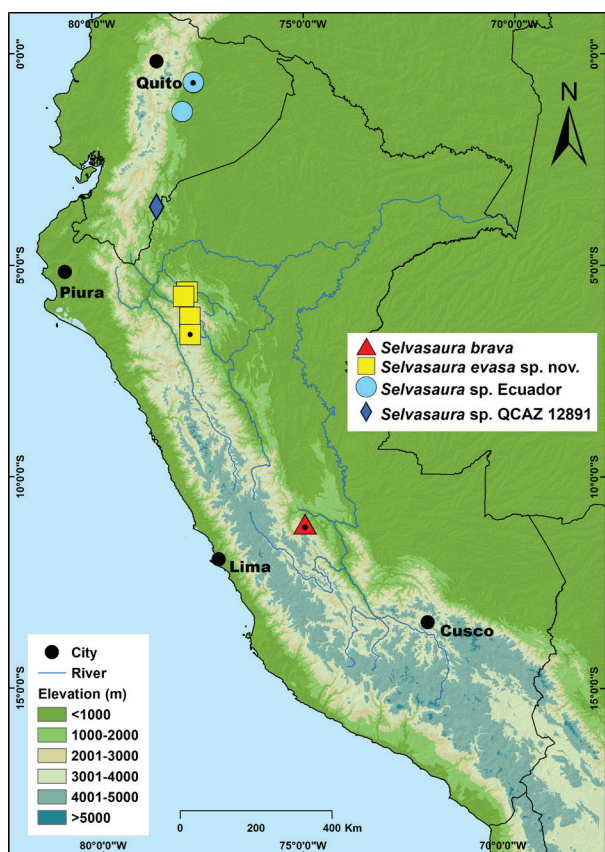 80°0'0"W 75°0'0"W 70°0'0"W
0°0'0"
Quito
N
5°0'0"S
Piura
Selvasaura brava
Selvasaura evasa sp. nov.
Selvasaura sp. Ecuador
Selvasaura sp. QCAZ 12891
10°0'0"S
Lima
Cusco
City
River
Elevation (m)
<1000
1000-2000
2001-3000
3001-4000
4001-5000
>5000
15°0'0"S
0 200 400 Km
80°0'0"W 75°0'0"W 70°0'0"W